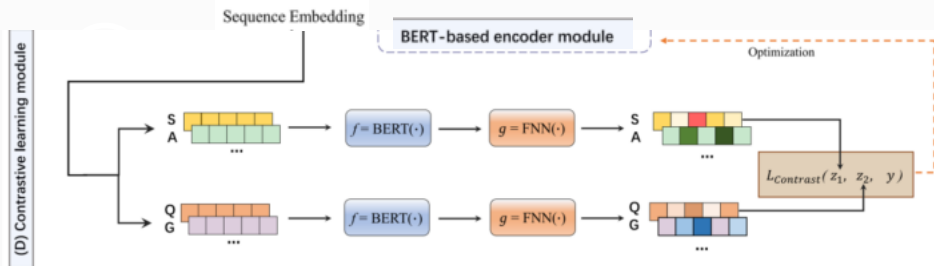 Sequence Embedding
BERT-based encoder module
Optimization
(D) Contrastive learning module
S
A
...
f = BERT(·)
g = FNN(·)
S
A
...
L_Contrast(z₁, z₂, y)
Q
G
...
f = BERT(·)
g = FNN(·)
Q
G
...